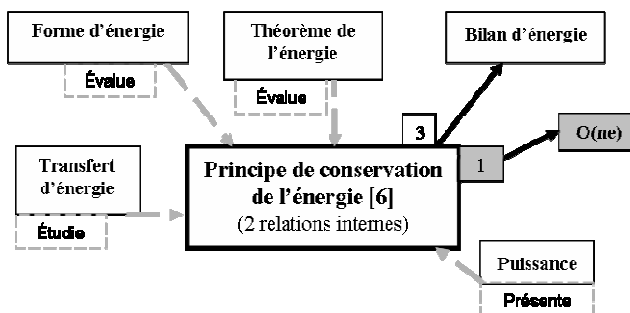 Forme d'énergie
Évalue
Théorème de
l'énergie
Évalue
Bilan d'énergie
3
1
O(ne)
Transfert
d'énergie
Étudie
Principe de conservation
de l'énergie [6]
(2 relations internes)
Puissance
Présente